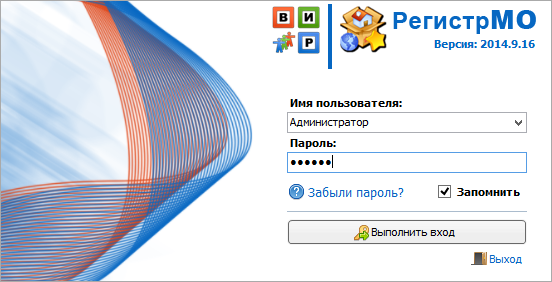 В И Р
РегистрМО
Версия: 2014.9.16
Имя пользователя:
Администратор
Пароль:
••••••
Забыли пароль?
Запомнить
Выполнить вход
Выход